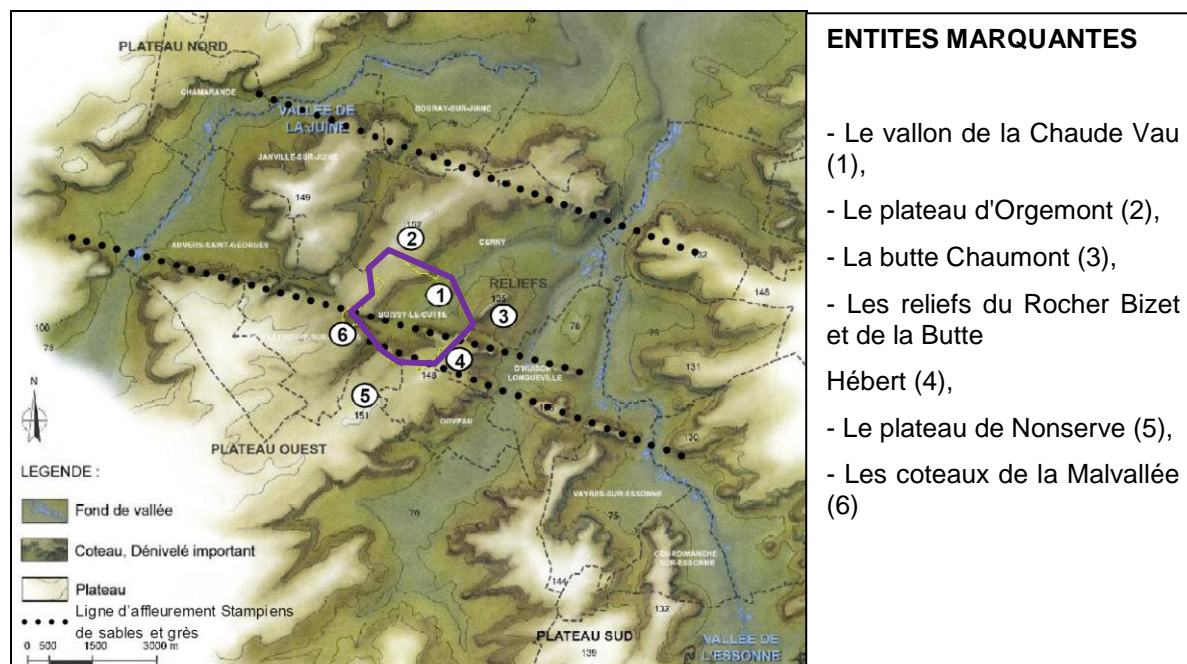 PLATEAU NORD
CHAMARANDE
VALLÉE DE
LA JUINE
BOURAY-SUR-JUINE
75
JANVILLE-SUR-JUINE
149
AUVERS-SAINT-GEORGES
2
CERNY
132
148
RELIEFS
135
1
3
BOISSY-LE-CUTTE
100
75
6
4
148
D'HUISON
LONGUEVILLE
78
131
5
151
ORVEAU
130
PLATEAU OUEST
N
VAYRES-SUR-ESSONNE
70
75
COURDIMANCHE
SUR-ESSONNE
144
132
PLATEAU SUD
139
VALLÉE DE
L'ESSONNE
LEGENDE :
Fond de vallée
Coteau, Dénivelé important
Plateau
Ligne d'affleurement Stampiens
de sables et grès
0 500 1500 3000 m
ENTITES MARQUANTES
- Le vallon de la Chaude Vau
(1),
- Le plateau d'Orgemont (2),
- La butte Chaumont (3),
- Les reliefs du Rocher Bizet
et de la Butte
Hébert (4),
- Le plateau de Nonserve (5),
- Les coteaux de la Malvallée
(6)